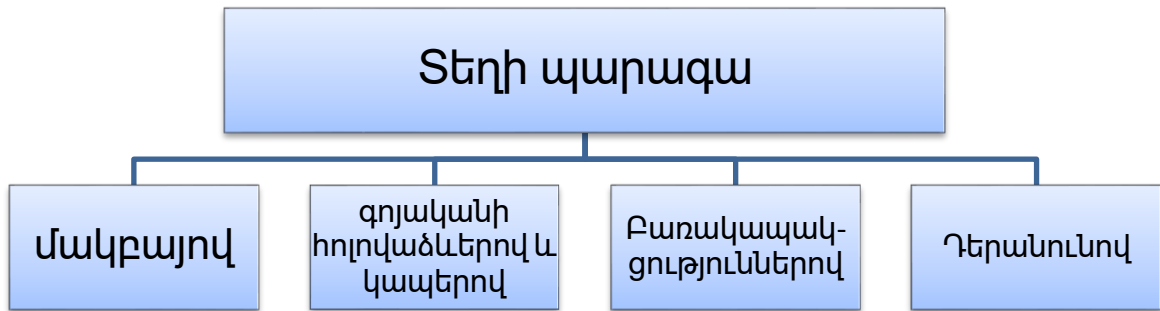 Տեղի պարագա
մակբայով
գոյականի
հոլովաձևերով և
կապերով
Բառակապակ-
ցություններով
Դերանունով